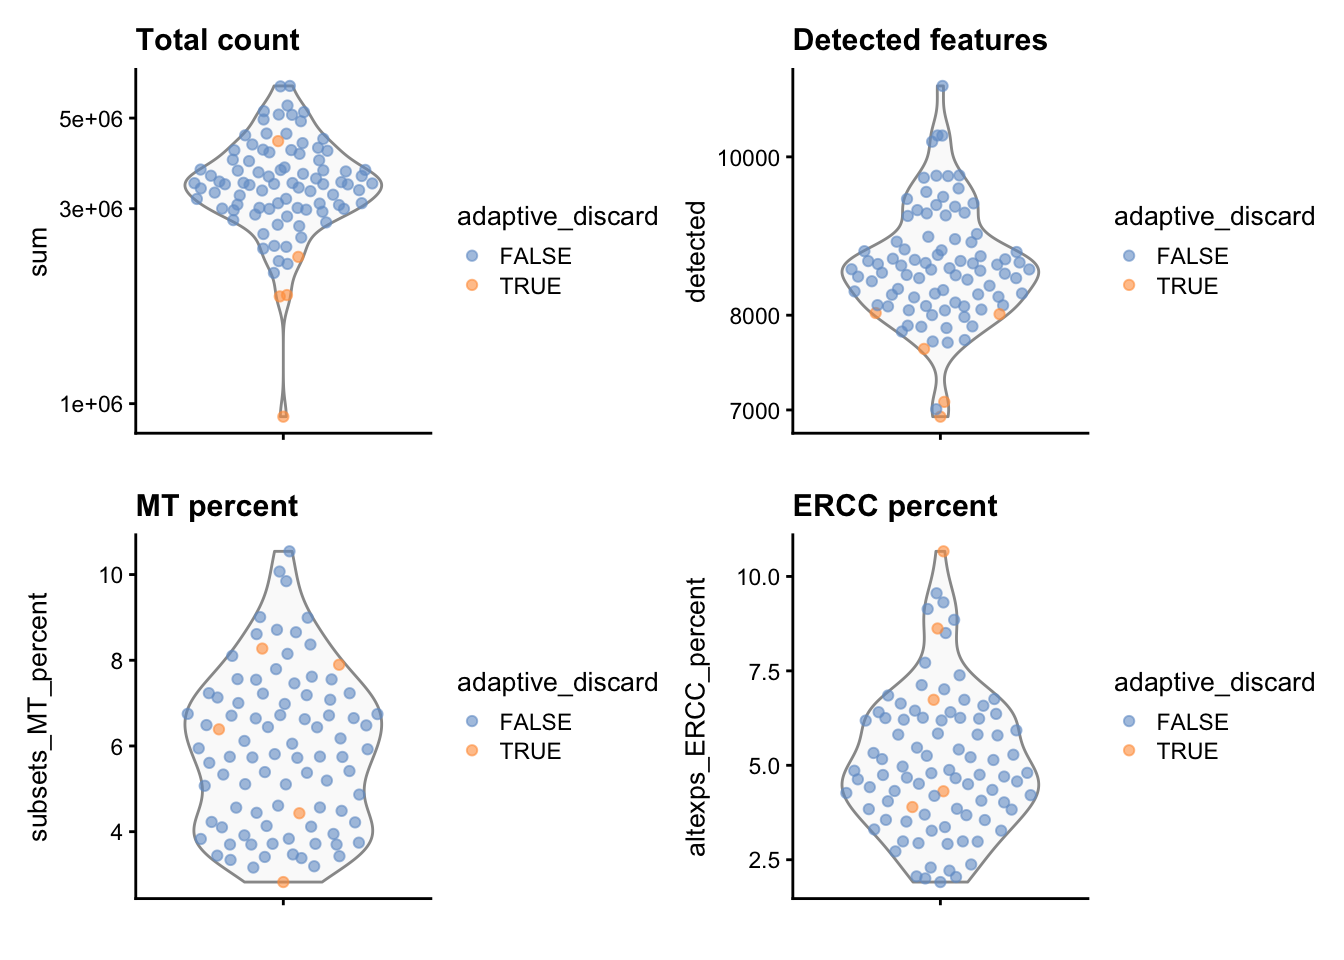 Total count
sum
5e+06
3e+06
1e+06
adaptive_discard
FALSE
TRUE
Detected features
detected
10000
8000
7000
adaptive_discard
FALSE
TRUE
MT percent
subsets_MT_percent
10
8
6
4
adaptive_discard
FALSE
TRUE
ERCC percent
altexps_ERCC_percent
10.0
7.5
5.0
2.5
adaptive_discard
FALSE
TRUE